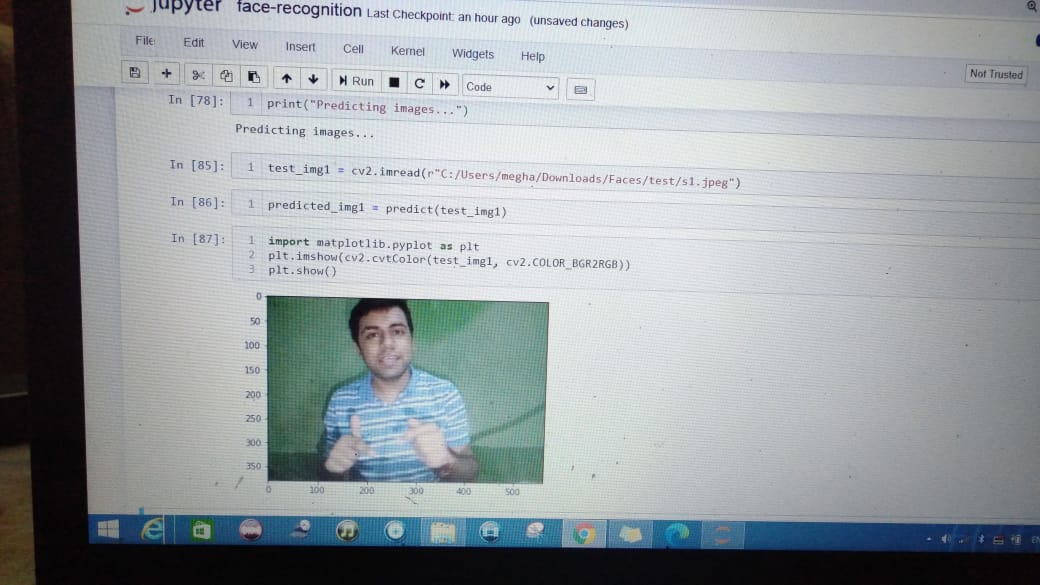 jupyter face-recognition Last Checkpoint: an hour ago (unsaved changes)
File Edit View Insert Cell Kernel Widgets Help
Not Trusted
Run Code
In [78]: 1 print("Predicting images...")
Predicting images...
In [85]: 1 test_img1 = cv2.imread(r"C:/Users/megha/Downloads/Faces/test/s1.jpeg")
In [86]: 1 predicted_img1 = predict(test_img1)
In [87]: 1 import matplotlib.pyplot as plt
2 plt.imshow(cv2.cvtColor(test_img1, cv2.COLOR_BGR2RGB))
3 plt.show()
0
50
100
150
200
250
300
350
0 100 200 300 400 500
EN